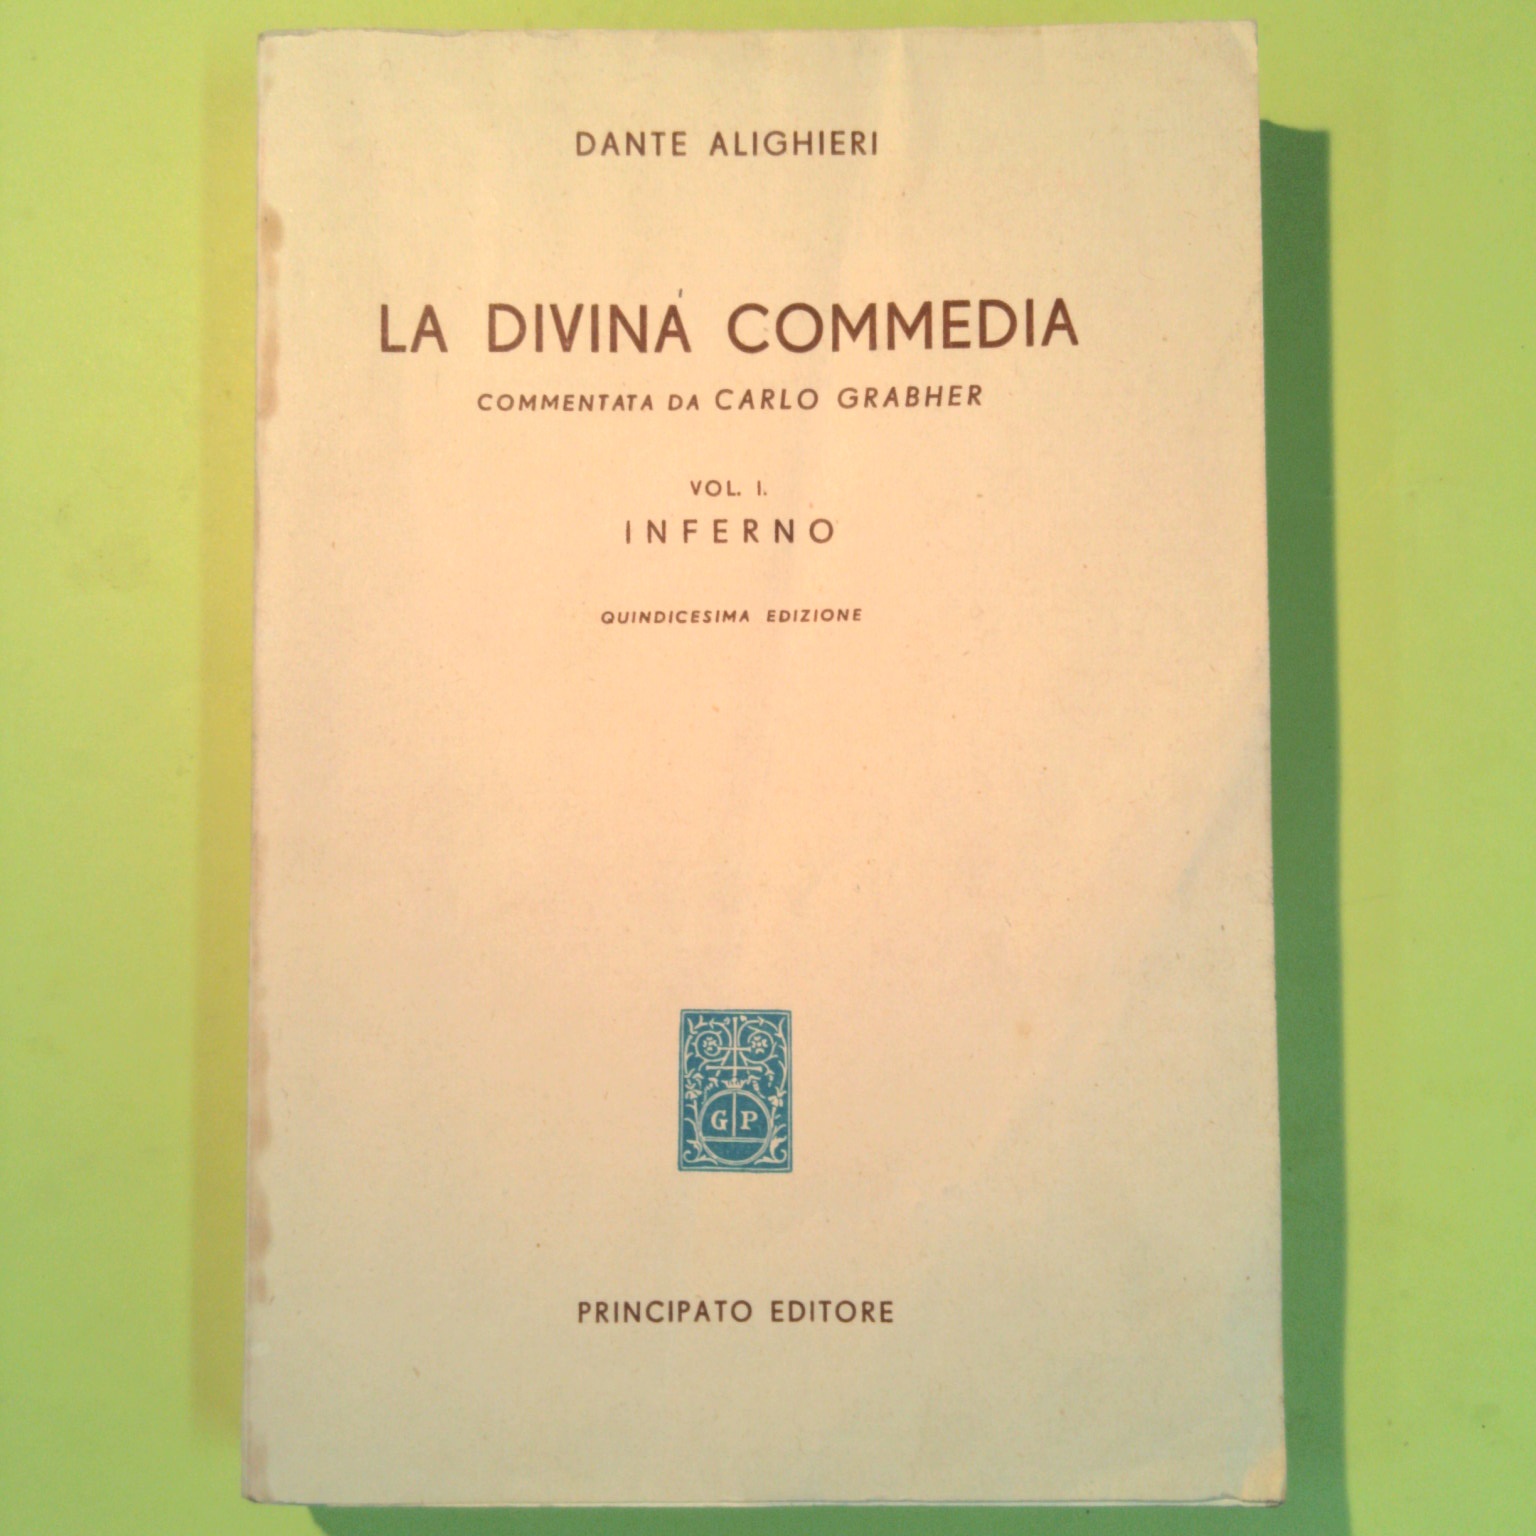 DANTE ALIGHIERI
LA DIVINA COMMEDIA
COMMENTATA DA CARLO GRABHER
VOL. I.
INFERNO
QUINDICESIMA EDIZIONE
G P
PRINCIPATO EDITORE